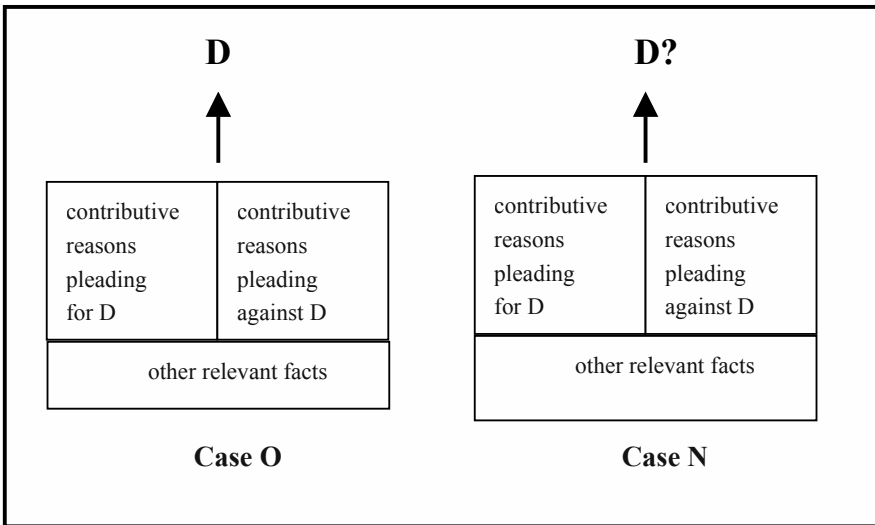 D
D?
contributive
reasons
pleading
for D
contributive
reasons
pleading
against D
other relevant facts
Case O
contributive
reasons
pleading
for D
contributive
reasons
pleading
against D
other relevant facts
Case N